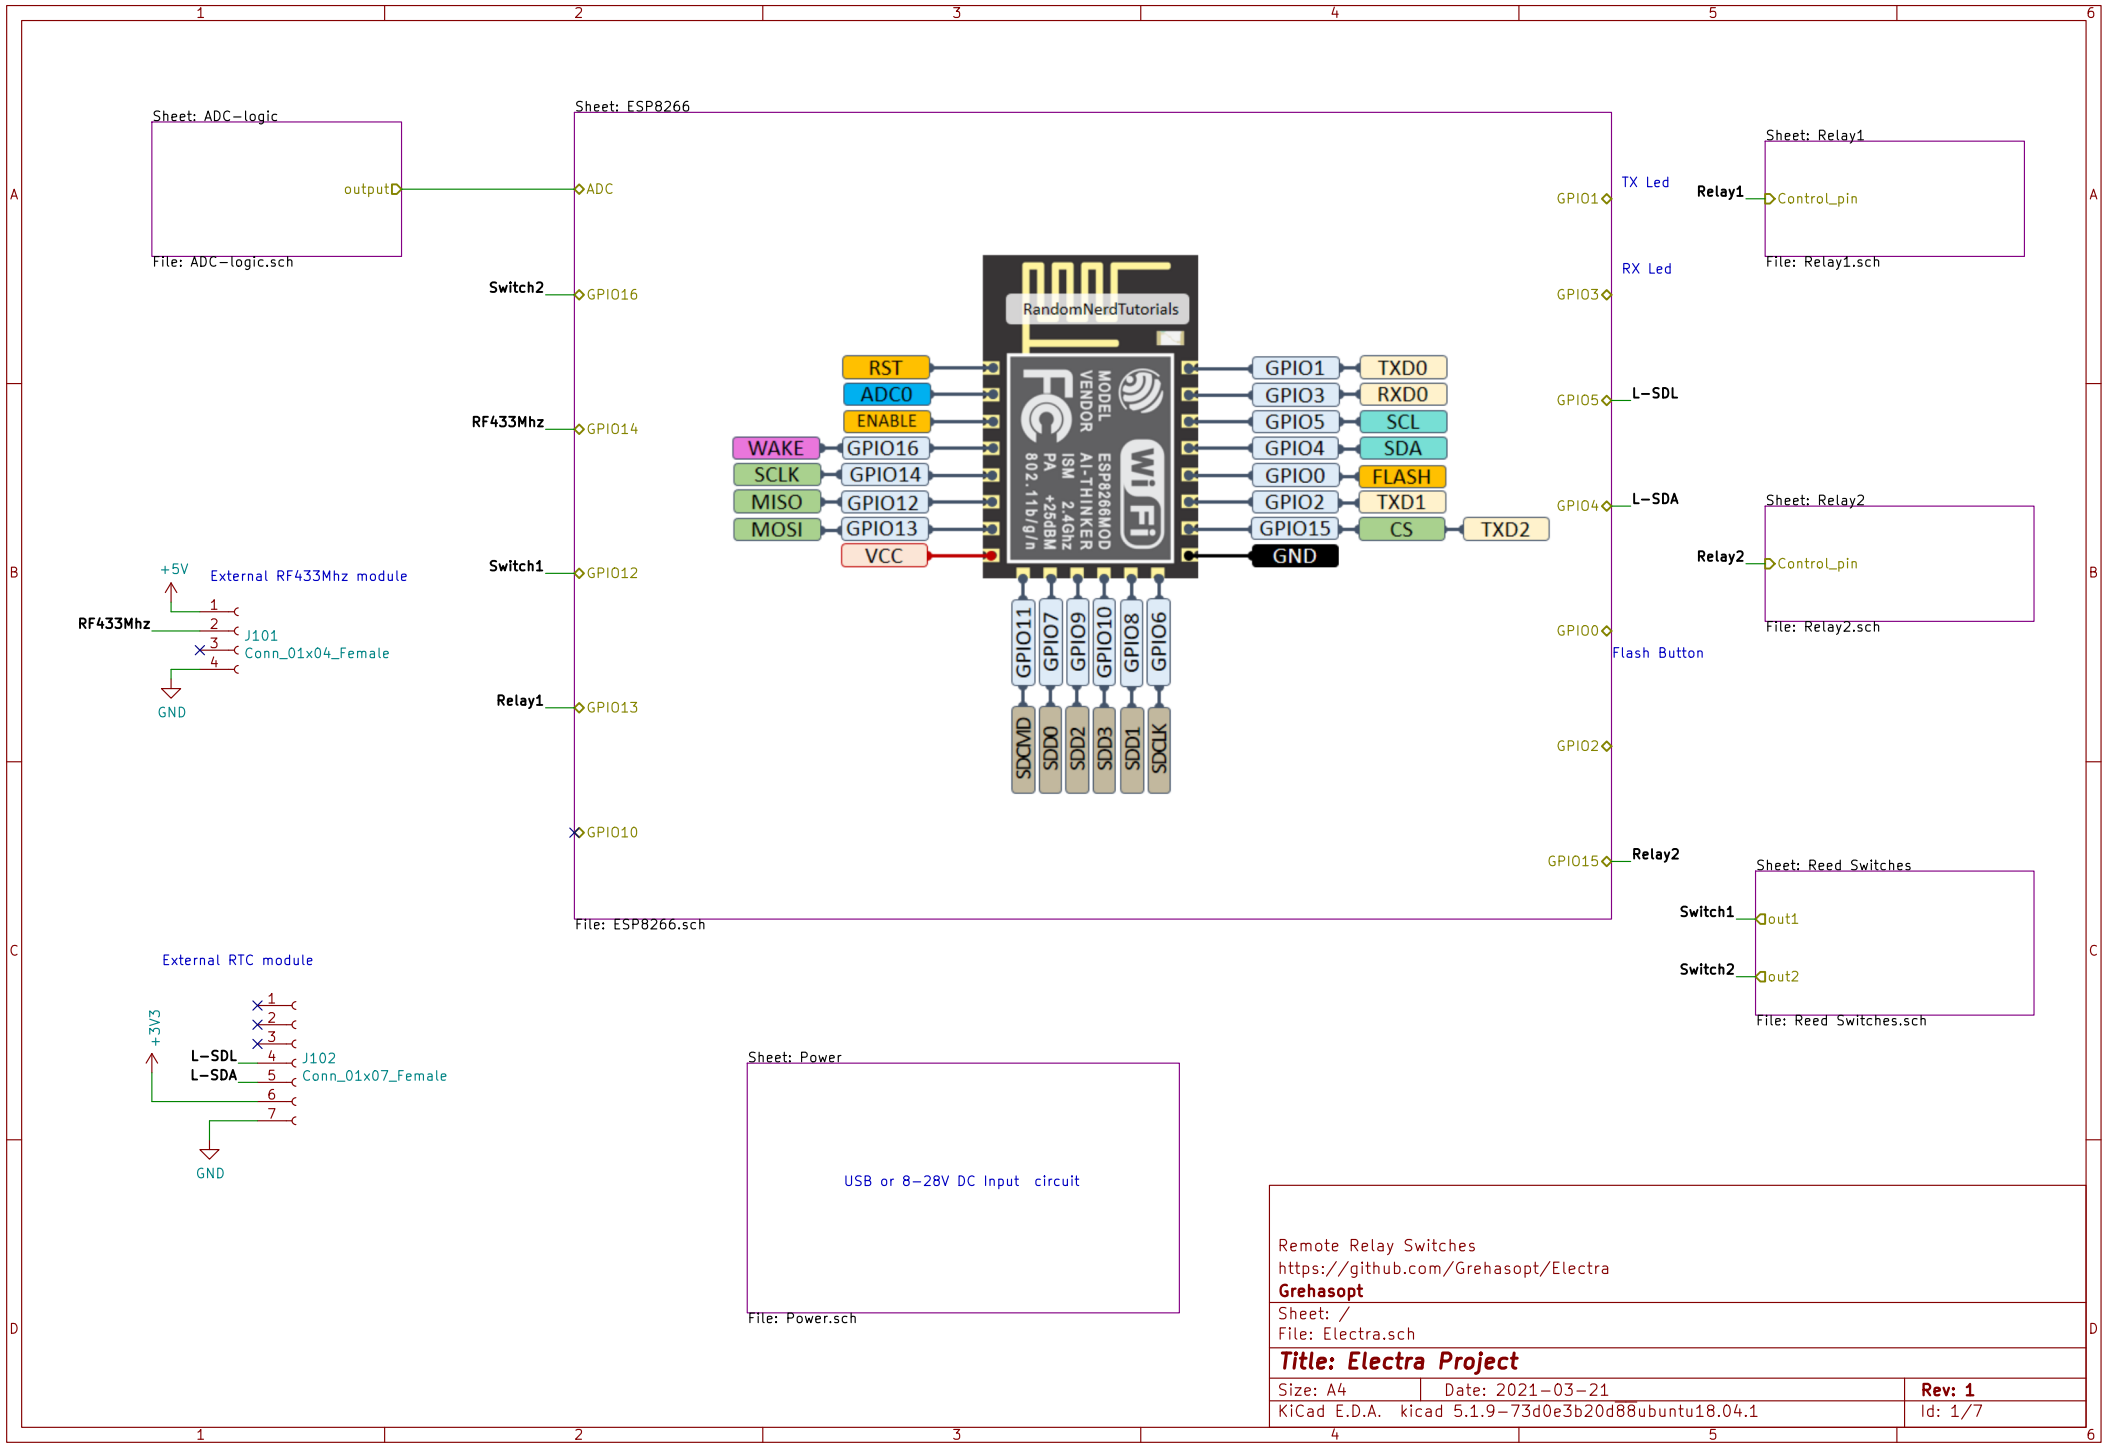 1 2 3 4 5 6
A
B
C
D
A
B
C
D
1 2 3 4 5 6
Sheet: ADC-logic
output
File: ADC-logic.sch
Sheet: ESP8266
ADC
Switch2
GPIO16
RF433Mhz
GPIO14
Switch1
GPIO12
Relay1
GPIO13
GPIO10
File: ESP8266.sch
GPIO1
TX Led
RX Led
GPIO3
GPIO5
L-SDL
GPIO4
L-SDA
GPIO0
Flash Button
GPIO2
GPIO15
Relay2
RandomNerdTutorials
MODEL
VENDOR
ESP8266MOD
AI-THINKER
ISM 2.4Ghz
PA +25dBM
802.11b/g/n
FC
WiFi
RST
ADC0
ENABLE
WAKE GPIO16
SCLK GPIO14
MISO GPIO12
MOSI GPIO13
VCC
GPIO1 TXD0
GPIO3 RXD0
GPIO5 SCL
GPIO4 SDA
GPIO0 FLASH
GPIO2 TXD1
GPIO15 CS TXD2
GND
GPIO11 GPIO7 GPIO9 GPIO10 GPIO8 GPIO6
SDCMD SDD0 SDD2 SDD3 SDD1 SDCLK
Sheet: Relay1
Relay1
Control_pin
File: Relay1.sch
Sheet: Relay2
Relay2
Control_pin
File: Relay2.sch
Sheet: Reed Switches
Switch1
out1
Switch2
out2
File: Reed Switches.sch
+5V
External RF433Mhz module
1
RF433Mhz
2
3
4
J101
Conn_01x04_Female
GND
External RTC module
+3V3
1
2
3
L-SDL
4
L-SDA
5
6
7
J102
Conn_01x07_Female
GND
Sheet: Power
USB or 8-28V DC Input  circuit
File: Power.sch
Remote Relay Switches
https://github.com/Grehasopt/Electra
Grehasopt
Sheet: /
File: Electra.sch
Title: Electra Project
Size: A4 Date: 2021-03-21 Rev: 1
KiCad E.D.A. kicad 5.1.9-73d0e3b20d88ubuntu18.04.1 Id: 1/7